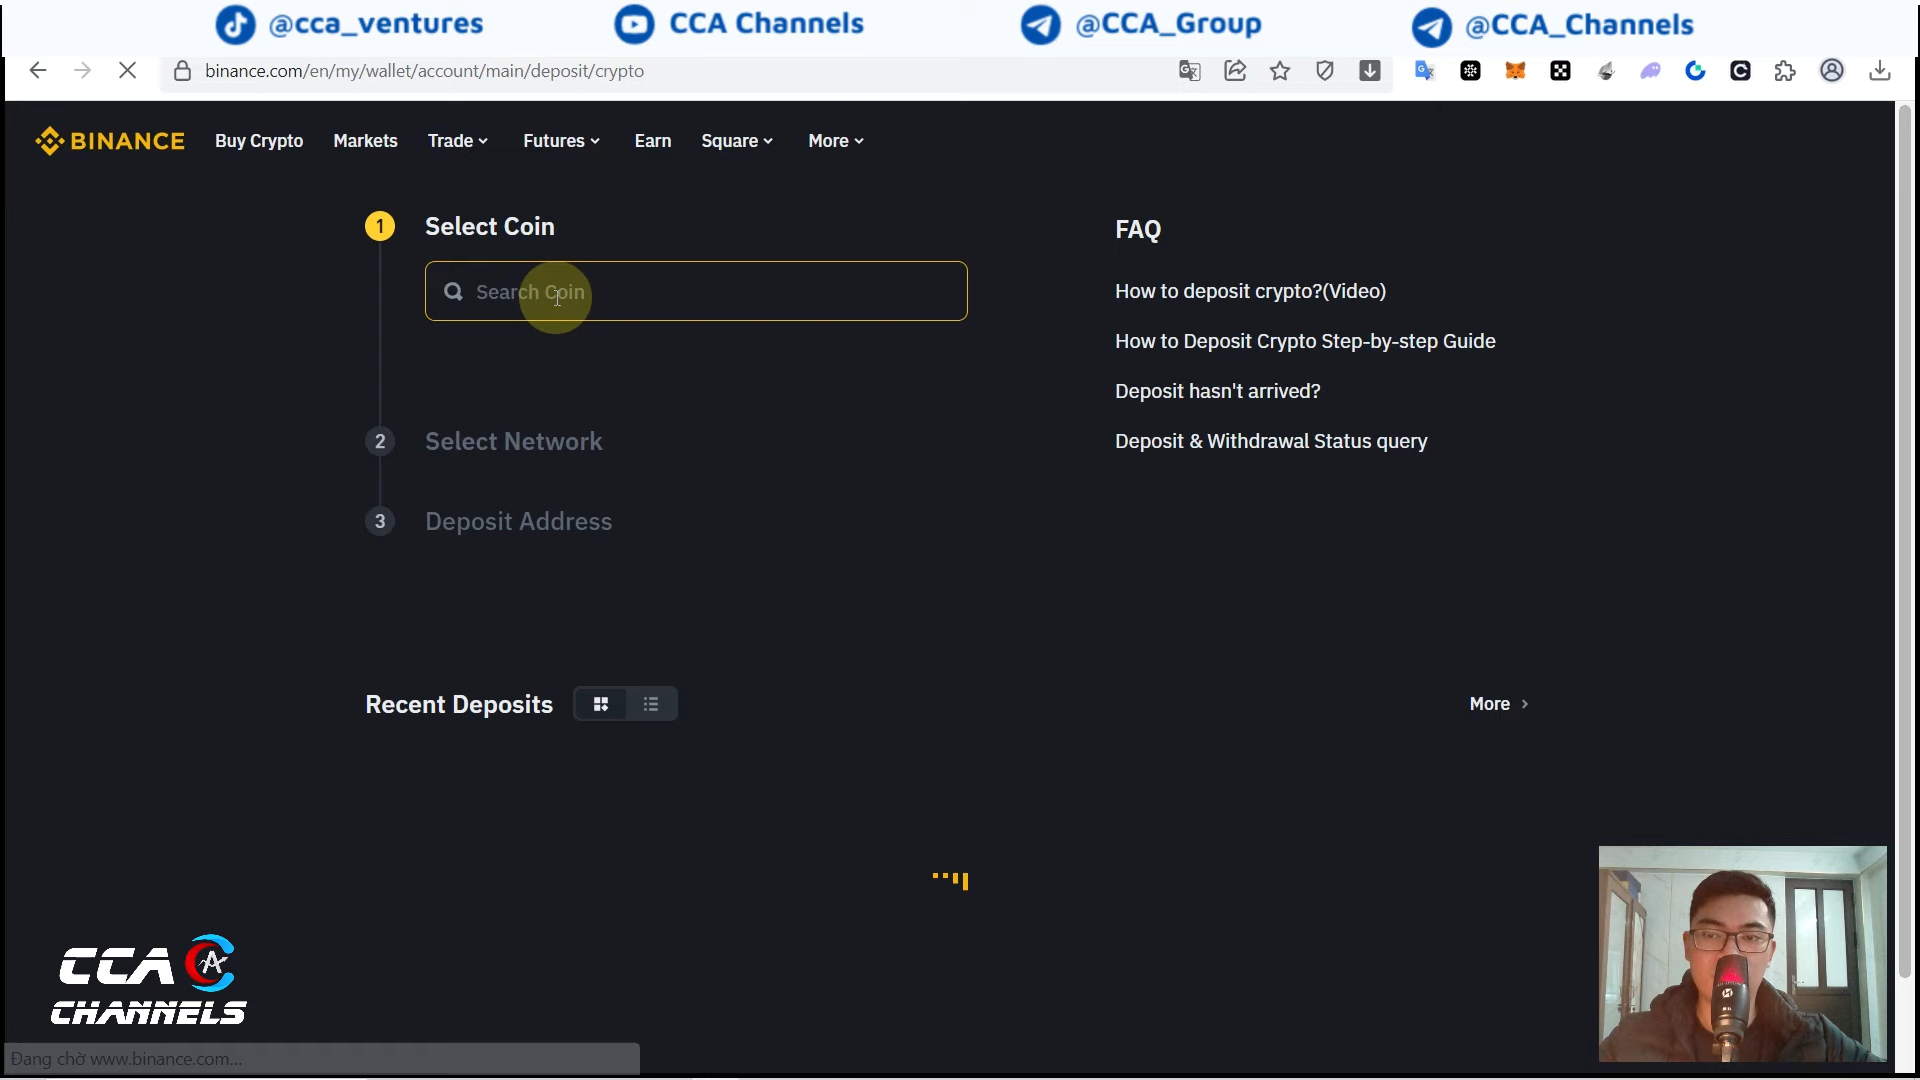 @cca_ventures
CCA Channels
@CCA_Group
@CCA_Channels
binance.com/en/my/wallet/account/main/deposit/crypto
BINANCE
Buy Crypto
Markets
Trade
Futures
Earn
Square
More
1
Select Coin
Search Coin
2
Select Network
3
Deposit Address
FAQ
How to deposit crypto?(Video)
How to Deposit Crypto Step-by-step Guide
Deposit hasn't arrived?
Deposit & Withdrawal Status query
Recent Deposits
More
CCA
CHANNELS
Đang chờ www.binance.com...